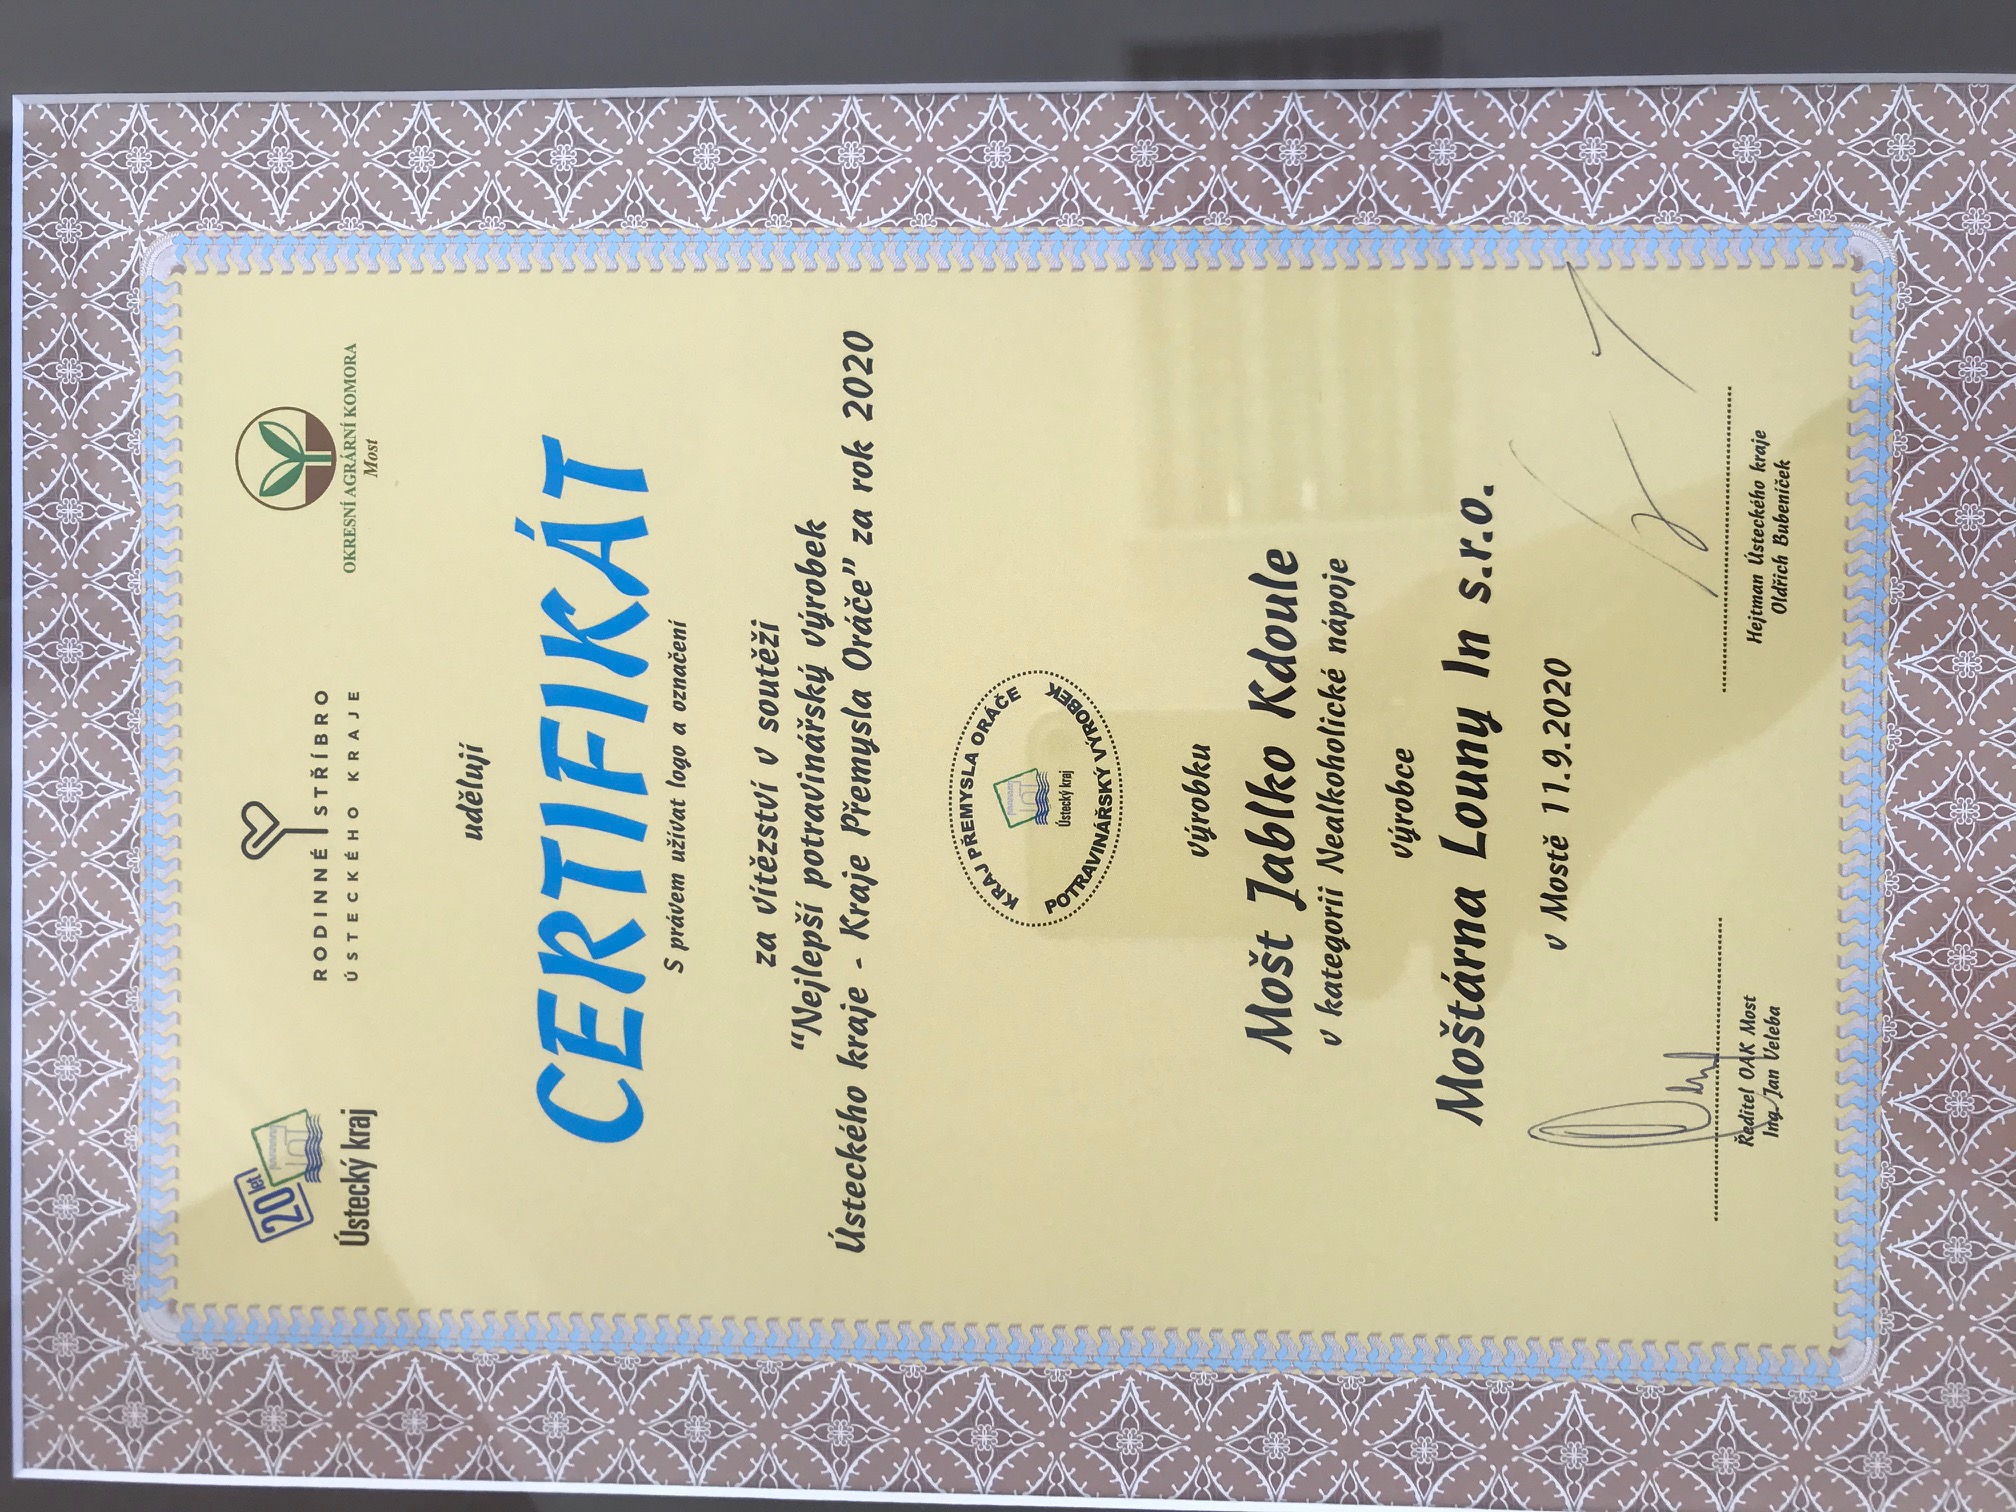 20 let
Ústecký kraj
RODINNÉ STŘÍBRO
ÚSTECKÉHO KRAJE
OKRESNÍ AGRÁRNÍ KOMORA
Most
udělují
CERTIFIKÁT
S právem užívat logo a označení
za vítězství v soutěži
"Nejlepší potravinářský výrobek
Ústeckého kraje - Kraje Přemysla Oráče" za rok 2020
KRAJ PŘEMYSLA ORÁČE
Ústecký kraj
POTRAVINÁŘSKÝ VÝROBEK
výrobku
Mošt Jablko Kdoule
v kategorii Nealkoholické nápoje
výrobce
Moštárna Louny In s.r.o.
v Mostě 11.9.2020
Ředitel OAK Most
Ing. Jan Veleba
Hejtman Ústeckého kraje
Oldřich Bubeníček